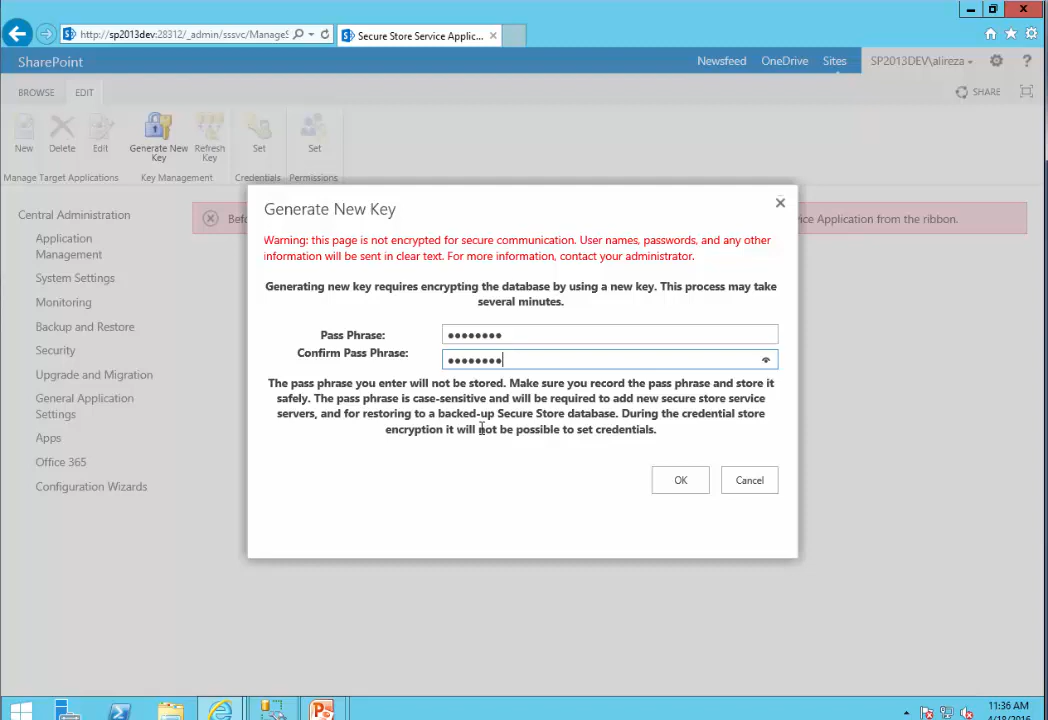 http://sp2013dev:28312/_admin/sssvc/ManageS
Secure Store Service Applic...
SharePoint
Newsfeed
OneDrive
Sites
SP2013DEV\alireza
?
BROWSE
EDIT
SHARE
New
Delete
Edit
Generate New Key
Refresh Key
Set
Set
Manage Target Applications
Key Management
Credentials
Permissions
Central Administration
Application
Management
System Settings
Monitoring
Backup and Restore
Security
Upgrade and Migration
General Application
Settings
Apps
Office 365
Configuration Wizards
Bef
ice Application from the ribbon.
Generate New Key
Warning: this page is not encrypted for secure communication. User names, passwords, and any other
information will be sent in clear text. For more information, contact your administrator.
Generating new key requires encrypting the database by using a new key. This process may take
several minutes.
Pass Phrase: ••••••••
Confirm Pass Phrase: ••••••••
The pass phrase you enter will not be stored. Make sure you record the pass phrase and store it
safely. The pass phrase is case-sensitive and will be required to add new secure store service
servers, and for restoring to a backed-up Secure Store database. During the credential store
encryption it will not be possible to set credentials.
OK
Cancel
11:36 AM
4/18/2016